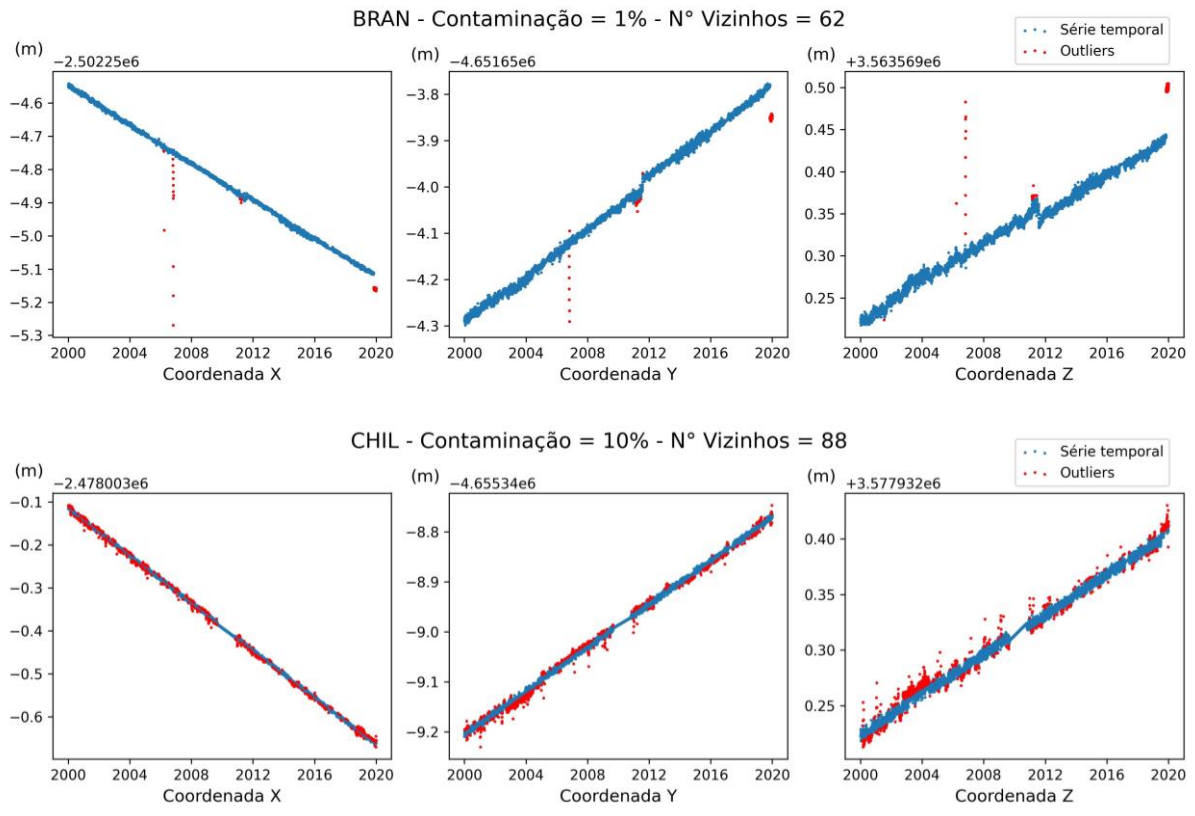 BRAN - Contaminação = 1% - N° Vizinhos = 62
Série temporal
Outliers
(m)
−2.50225e6
−4.6
−4.7
−4.8
−4.9
−5.0
−5.1
−5.2
−5.3
2000 2004 2008 2012 2016 2020
Coordenada X
(m)
−4.65165e6
−3.8
−3.9
−4.0
−4.1
−4.2
−4.3
2000 2004 2008 2012 2016 2020
Coordenada Y
(m)
+3.563569e6
0.50
0.45
0.40
0.35
0.30
0.25
2000 2004 2008 2012 2016 2020
Coordenada Z
CHIL - Contaminação = 10% - N° Vizinhos = 88
Série temporal
Outliers
(m)
−2.478003e6
−0.1
−0.2
−0.3
−0.4
−0.5
−0.6
2000 2004 2008 2012 2016 2020
Coordenada X
(m)
−4.65534e6
−8.8
−8.9
−9.0
−9.1
−9.2
2000 2004 2008 2012 2016 2020
Coordenada Y
(m)
+3.577932e6
0.40
0.35
0.30
0.25
2000 2004 2008 2012 2016 2020
Coordenada Z